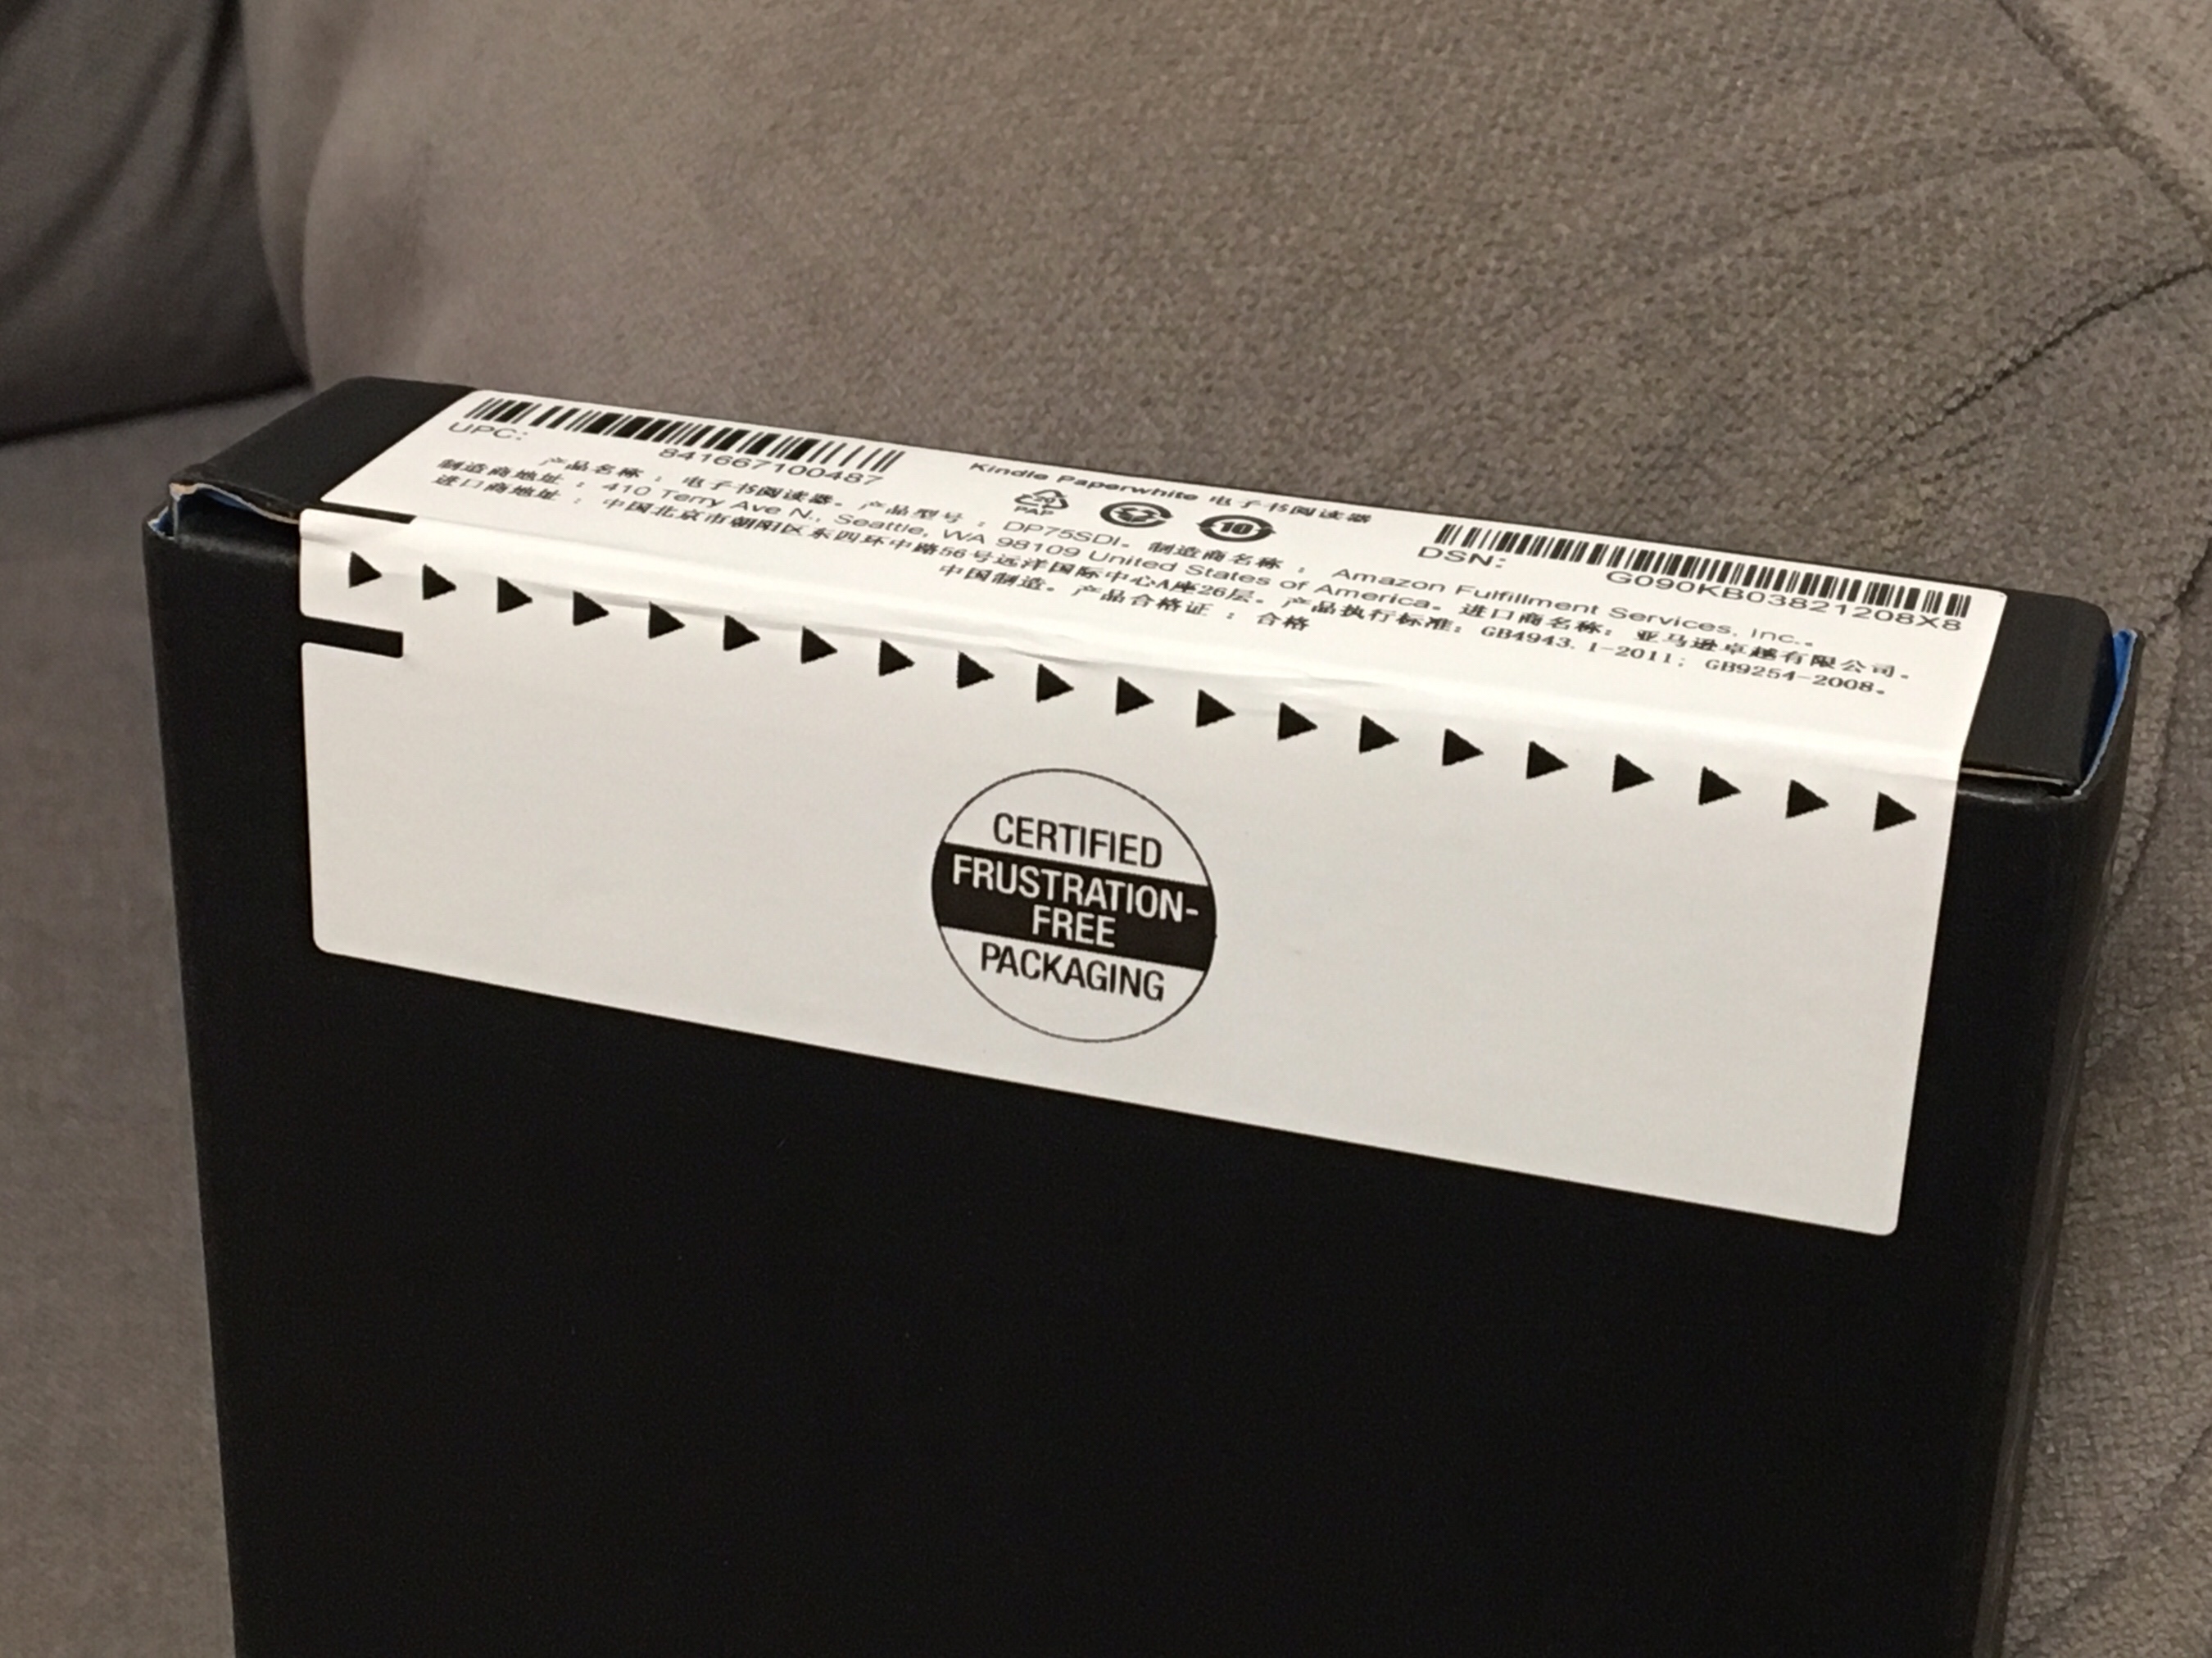 UPC:
841667100487
Kindle Paperwhite 电子书阅读器
20
PAP
10
DSN:
G090KB03821208X8
产品名称：电子书阅读器。产品型号：DP75SDI。制造商名称：Amazon Fulfillment Services, Inc.。
制造商地址：410 Terry Ave N., Seattle, WA 98109 United States of America。进口商名称：亚马逊卓越有限公司。
进口商地址：中国北京市朝阳区东四环中路56号远洋国际中心A座26层。产品执行标准：GB4943.1-2011；GB9254-2008。
中国制造。产品合格证：合格
CERTIFIED
FRUSTRATION-
FREE
PACKAGING